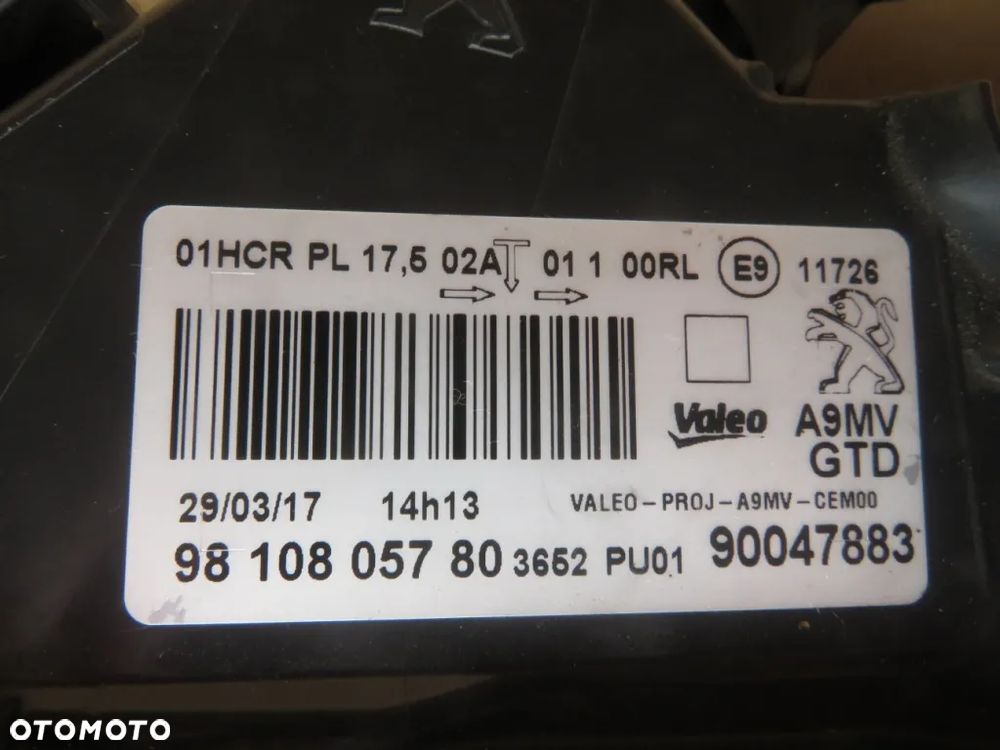 01HCR PL 17,5 02A 01 1 00RL E9 11726
Valeo A9MV
GTD
29/03/17 14h13 VALEO-PROJ-A9MV-CEM00
98 108 057 80 3652 PU01 90047883
OTOMOTO